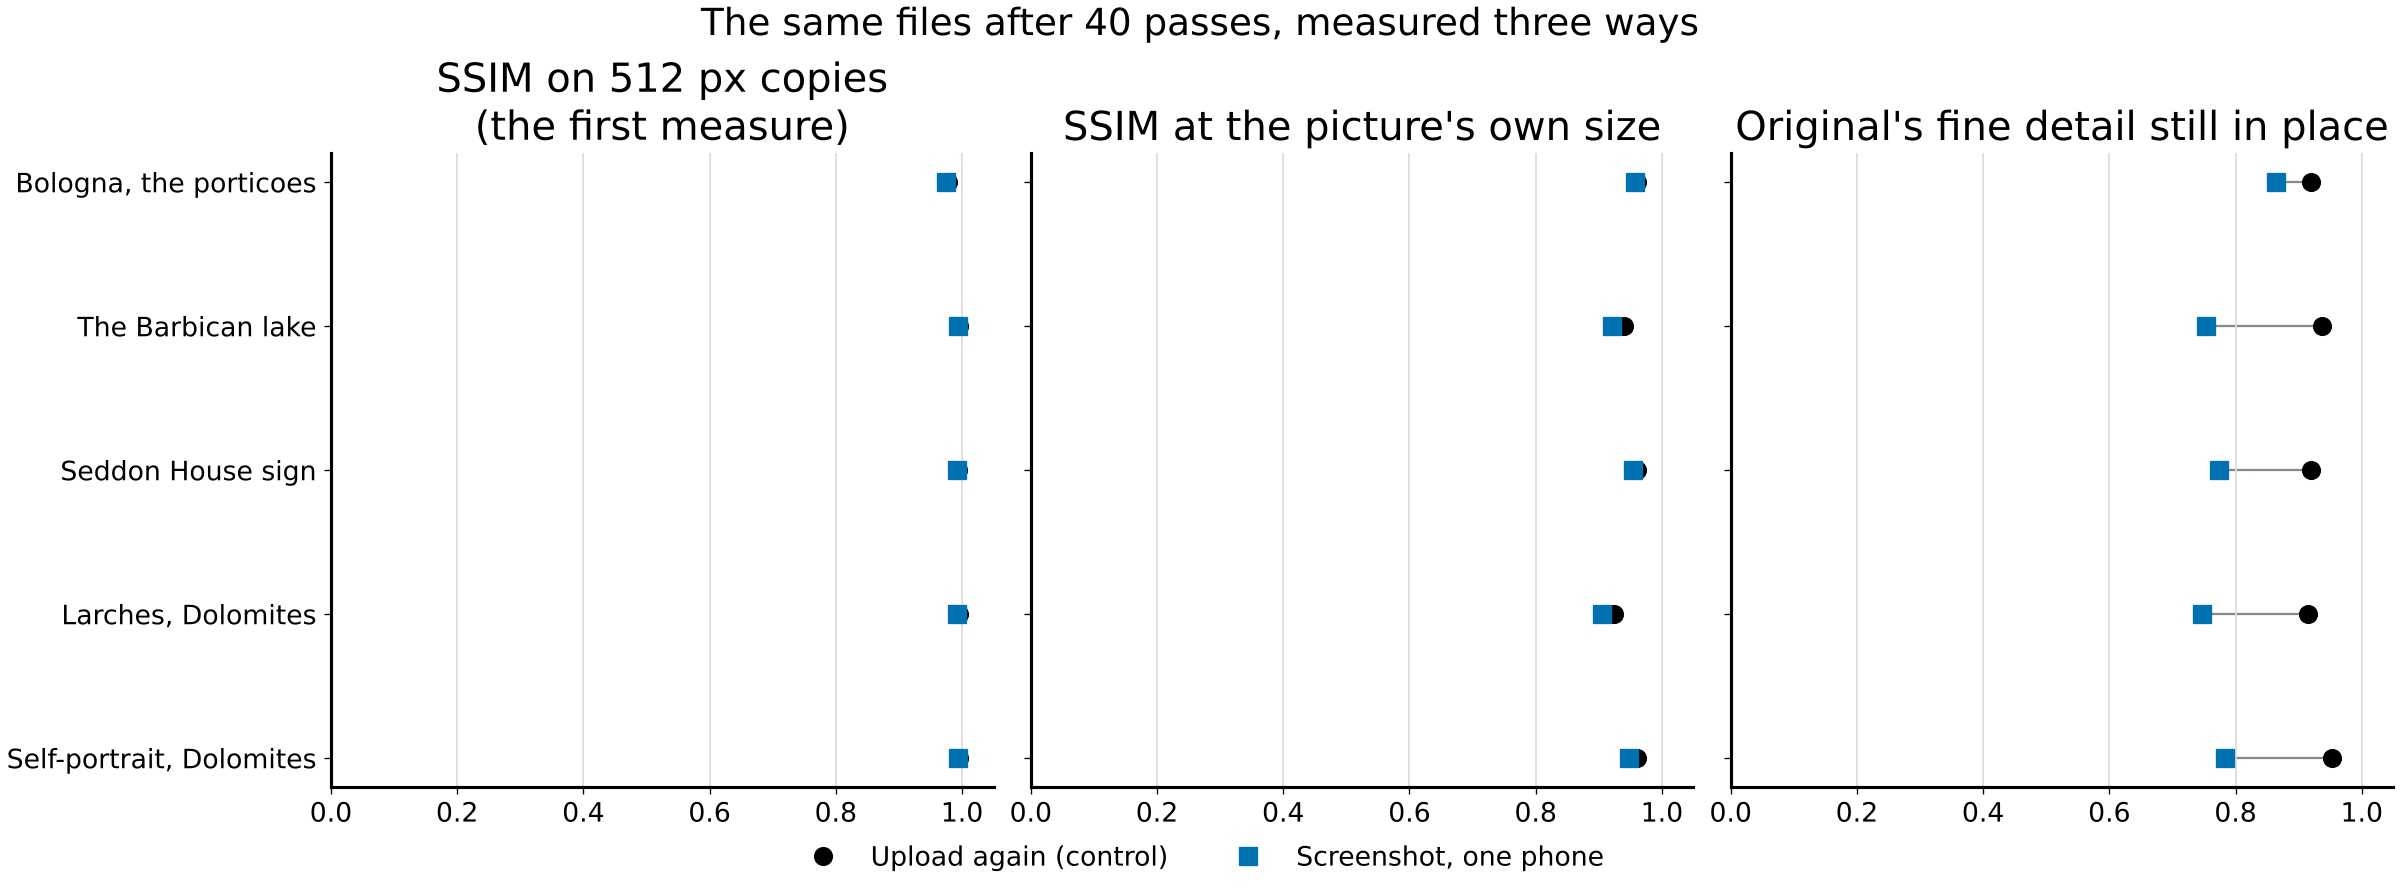 The same files after 40 passes, measured three ways
SSIM on 512 px copies
(the first measure)
SSIM at the picture's own size
Original's fine detail still in place
Bologna, the porticoes
The Barbican lake
Seddon House sign
Larches, Dolomites
Self-portrait, Dolomites
0.0 0.2 0.4 0.6 0.8 1.0
0.0 0.2 0.4 0.6 0.8 1.0
0.0 0.2 0.4 0.6 0.8 1.0
Upload again (control)
Screenshot, one phone